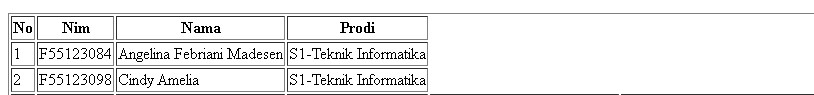 No Nim Nama Prodi
1 F55123084 Angelina Febriani Madesen S1-Teknik Informatika
2 F55123098 Cindy Amelia S1-Teknik Informatika